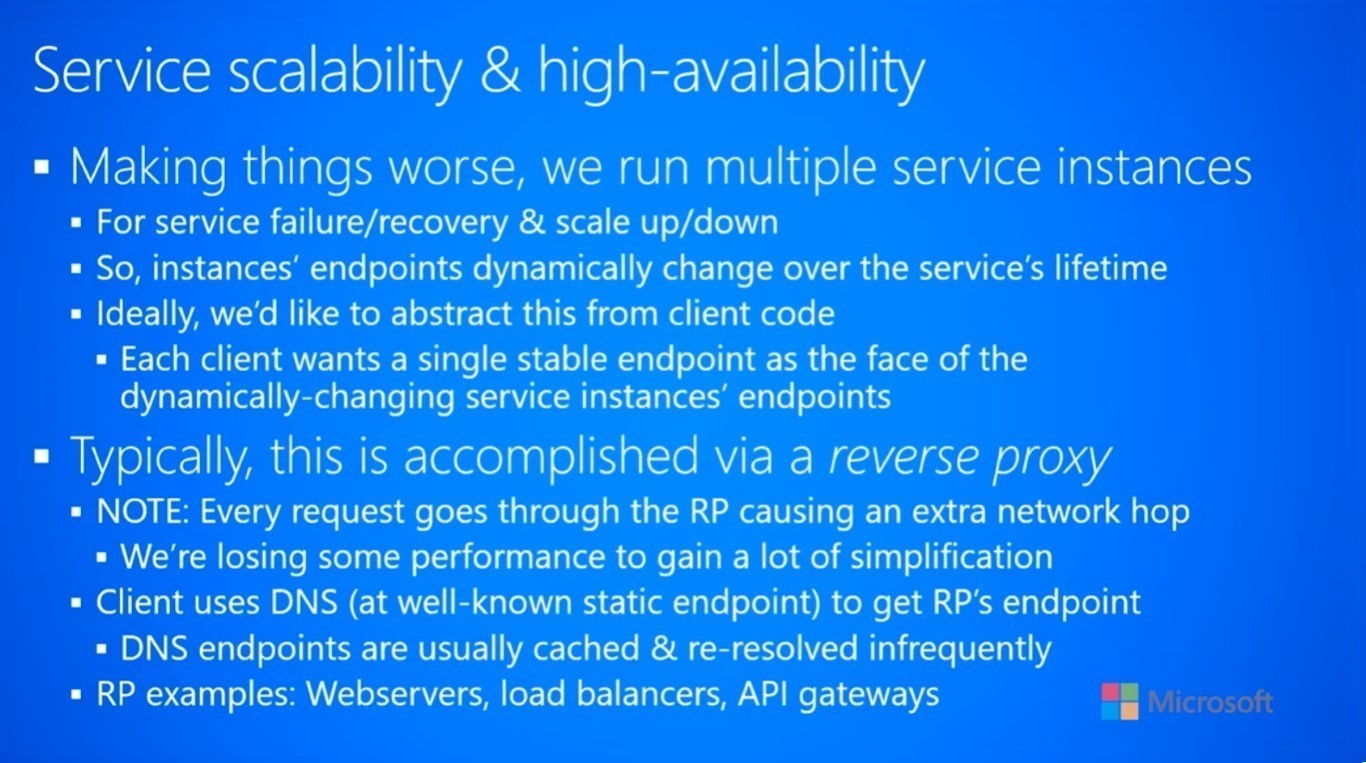 Service scalability & high-availability
▪ Making things worse, we run multiple service instances
▪ For service failure/recovery & scale up/down
▪ So, instances’ endpoints dynamically change over the service’s lifetime
▪ Ideally, we’d like to abstract this from client code
▪ Each client wants a single stable endpoint as the face of the
dynamically-changing service instances’ endpoints
▪ Typically, this is accomplished via a reverse proxy
▪ NOTE: Every request goes through the RP causing an extra network hop
▪ We’re losing some performance to gain a lot of simplification
▪ Client uses DNS (at well-known static endpoint) to get RP’s endpoint
▪ DNS endpoints are usually cached & re-resolved infrequently
▪ RP examples: Webservers, load balancers, API gateways
Microsoft